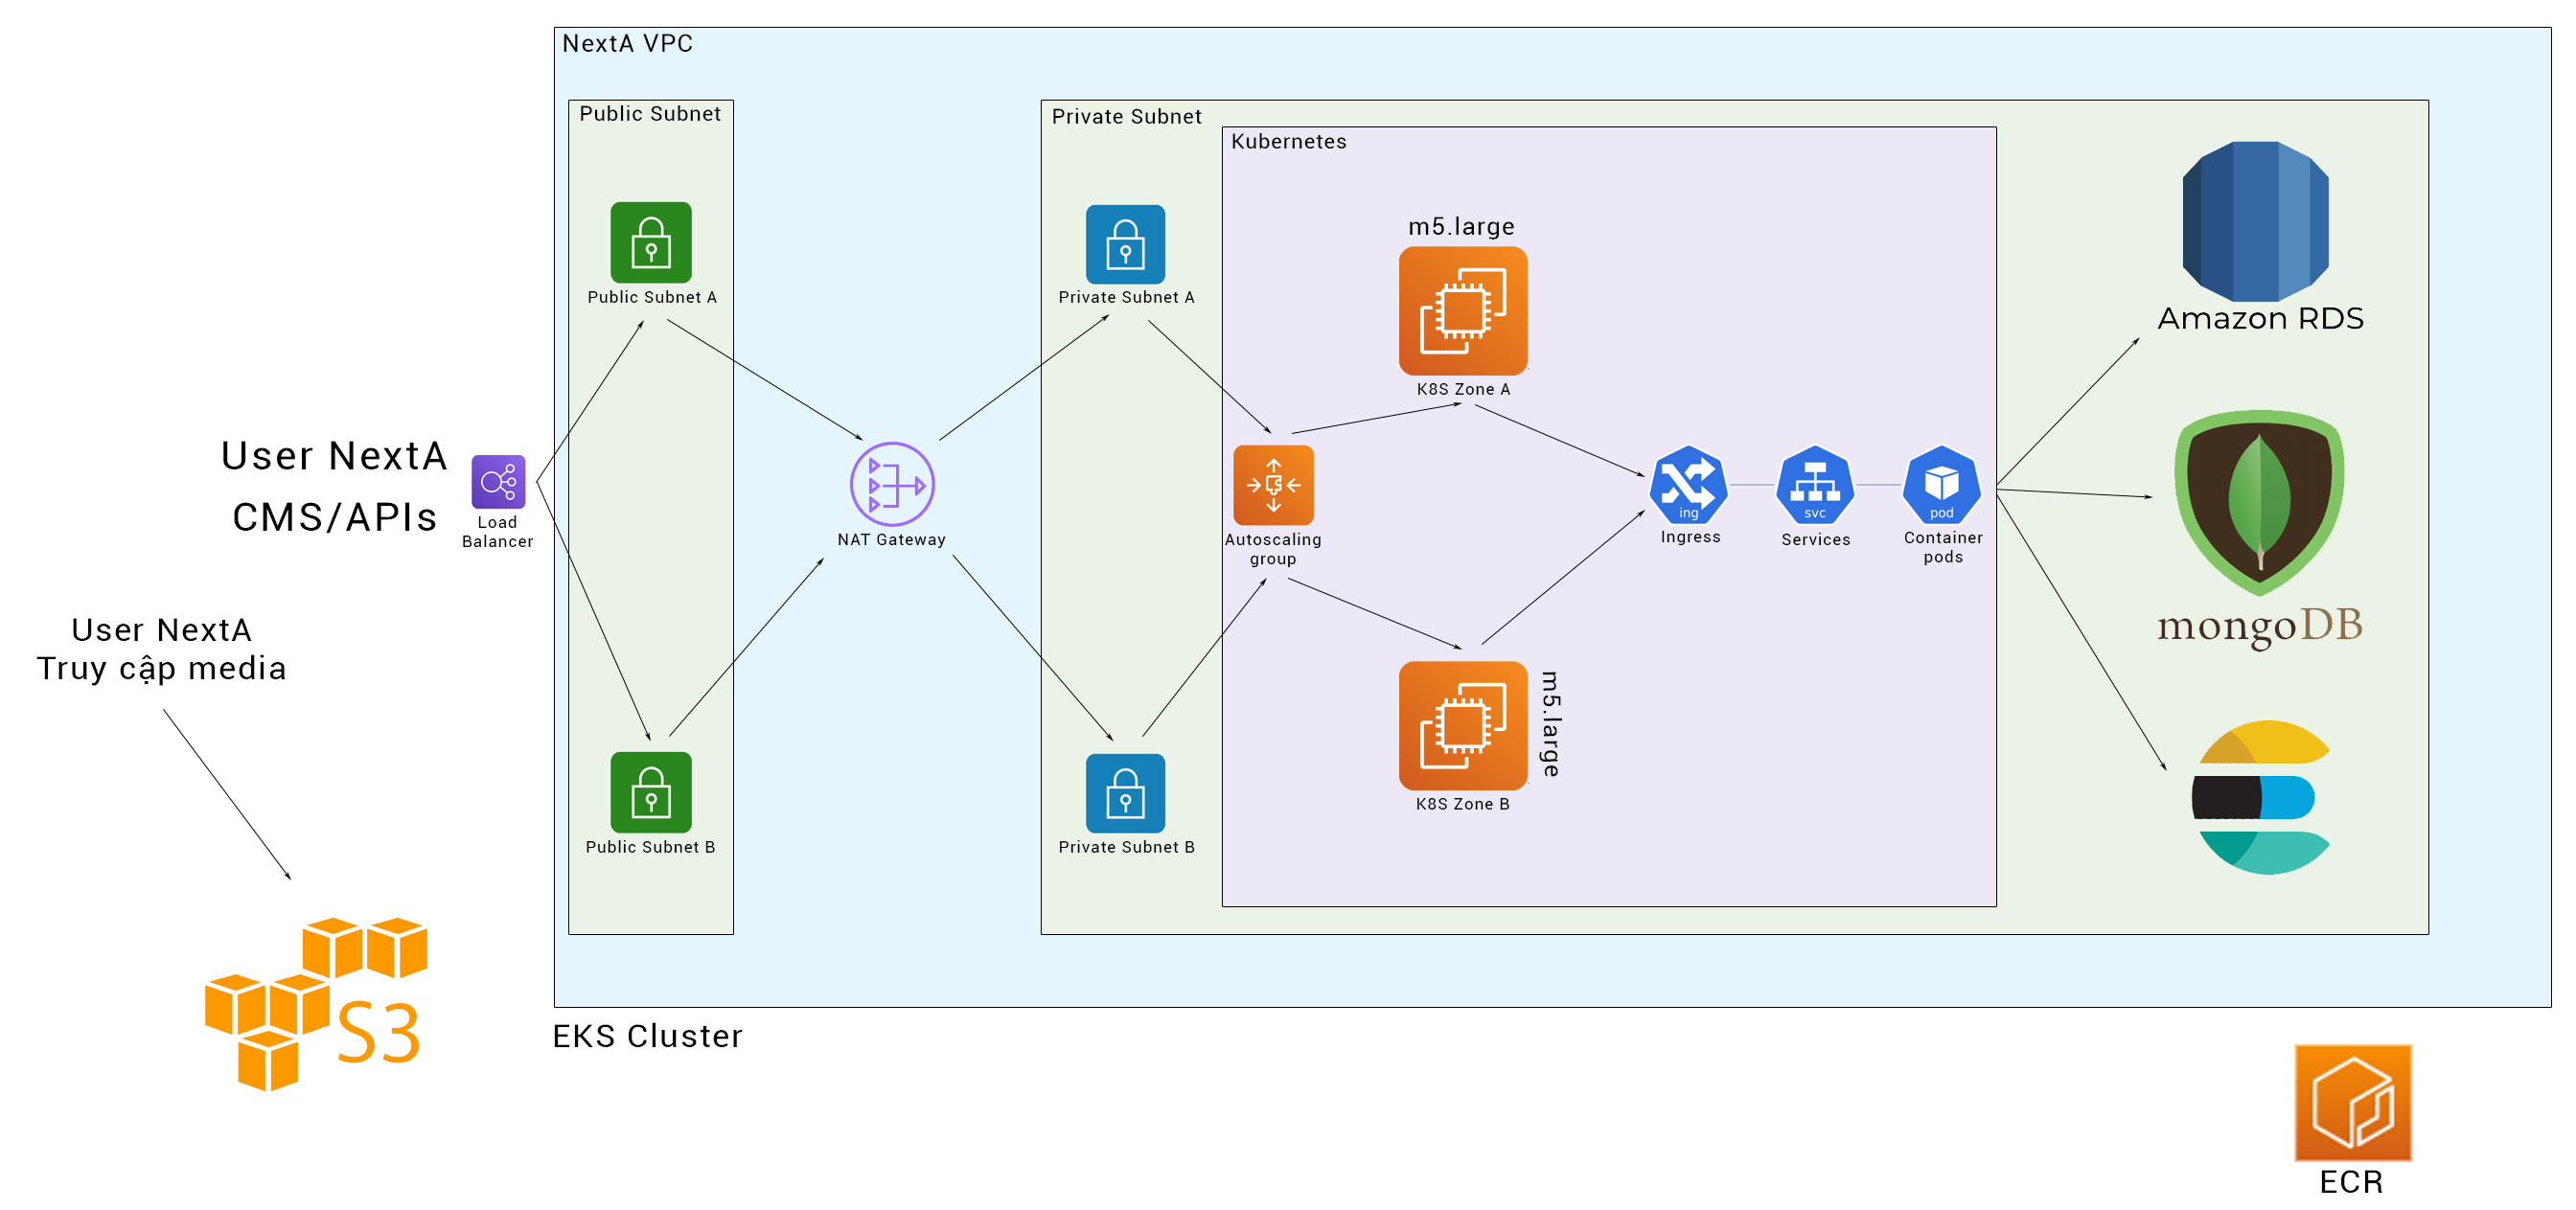 NextA VPC
Public Subnet
Private Subnet
Kubernetes
m5.large
Public Subnet A
Private Subnet A
Amazon RDS
K8S Zone A
User NextA
CMS/APIs
Load
Balancer
NAT Gateway
Autoscaling
group
ing
Ingress
svc
Services
pod
Container
pods
mongoDB
User NextA
Truy cập media
m5.large
K8S Zone B
Public Subnet B
Private Subnet B
S3
EKS Cluster
ECR